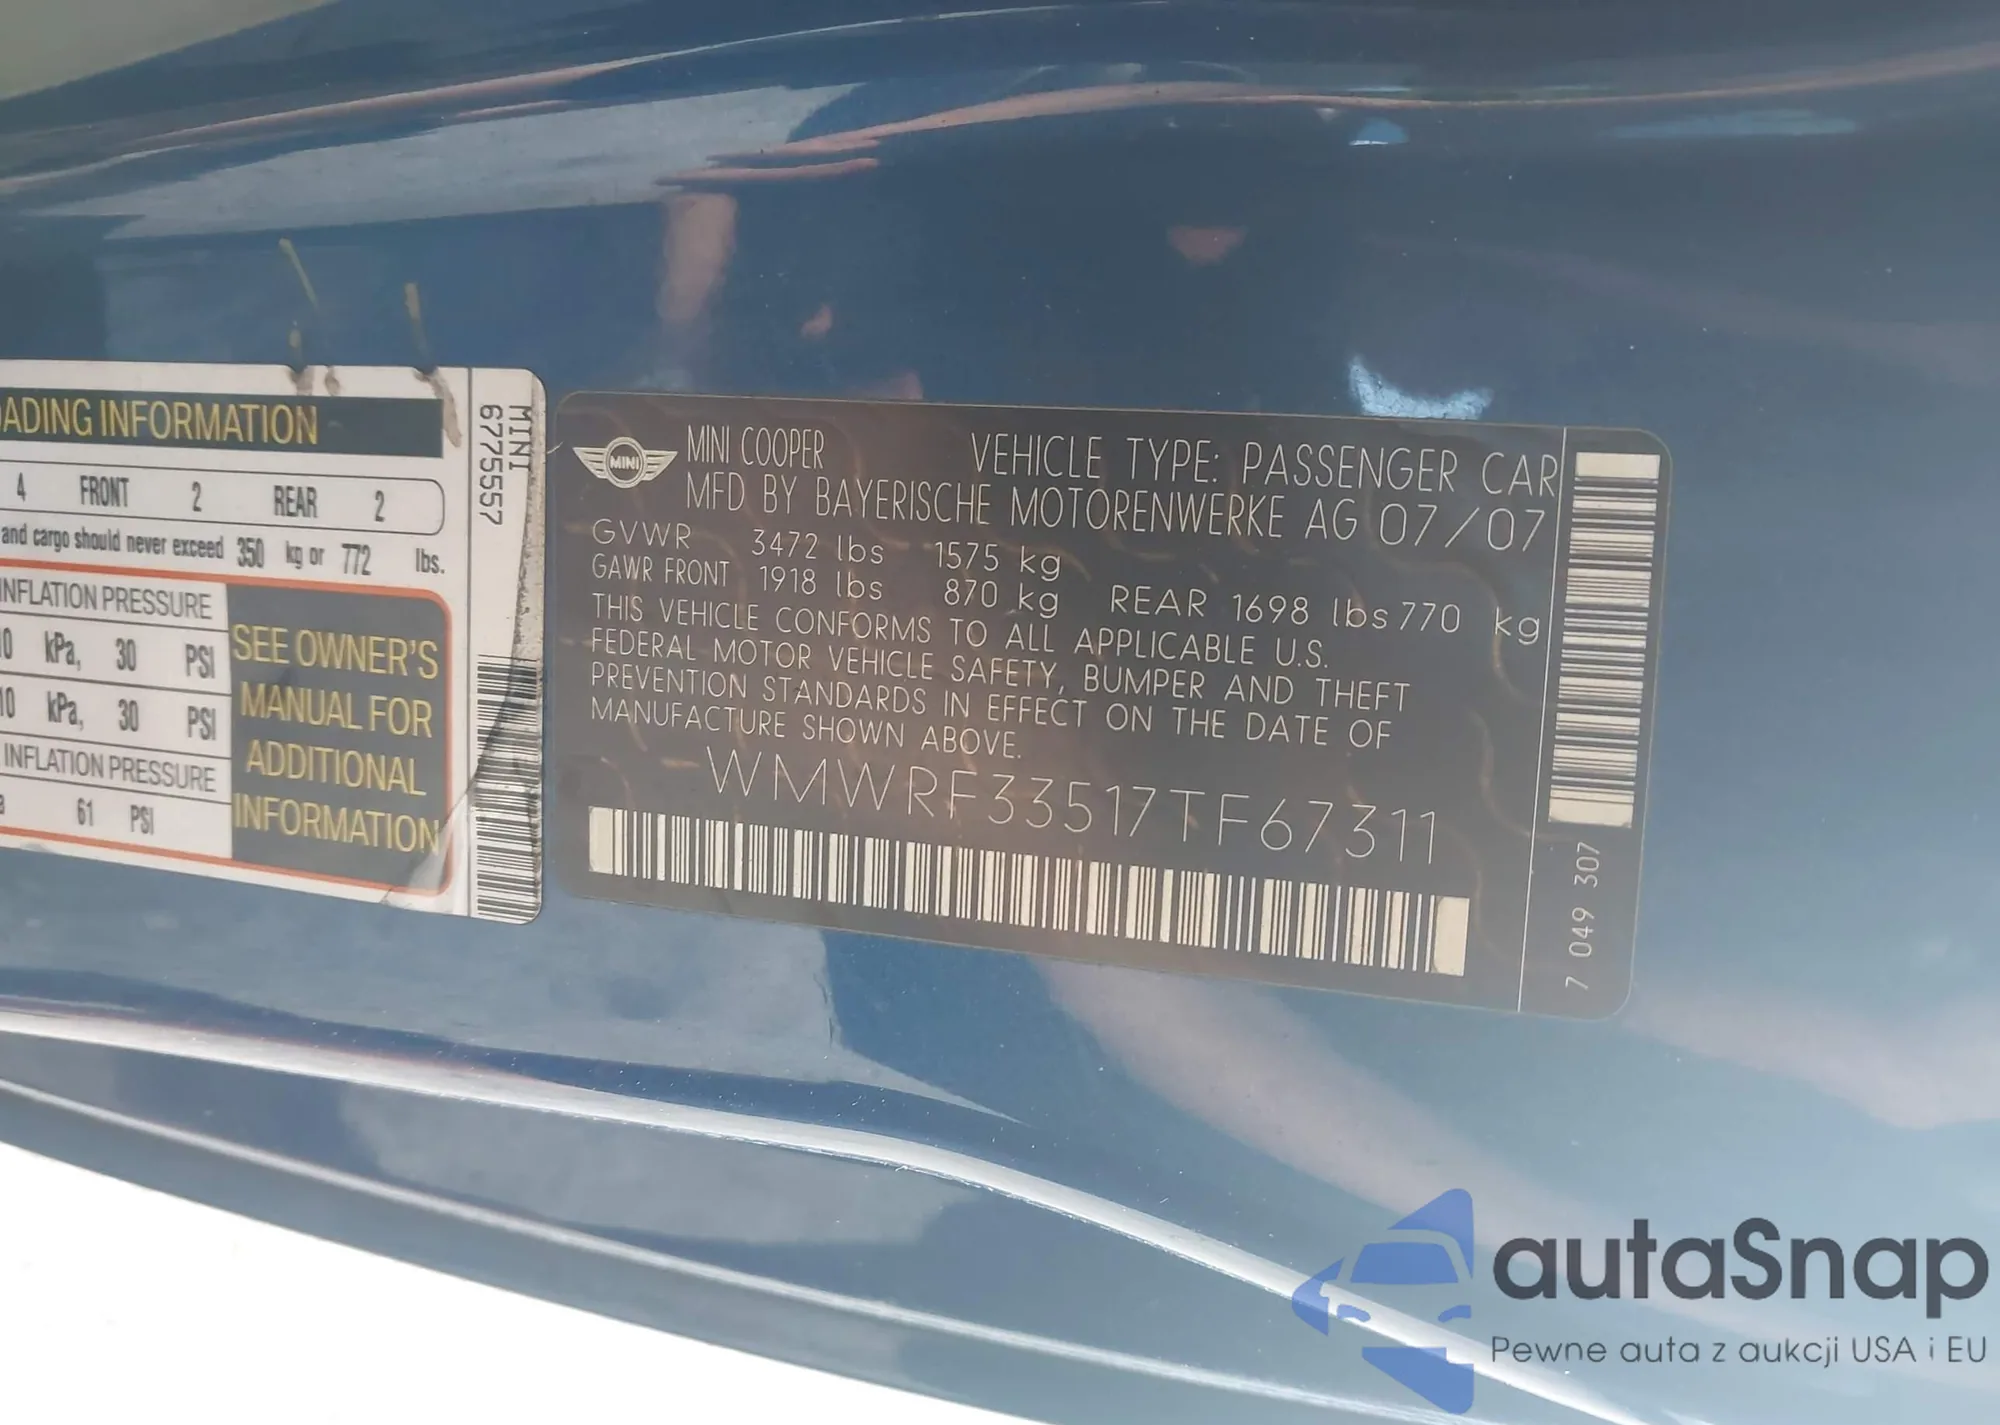 ADING INFORMATION
4 FRONT 2 REAR 2
and cargo should never exceed 350 kg or 772 lbs.
INFLATION PRESSURE
10 kPa, 30 PSI
10 kPa, 30 PSI
INFLATION PRESSURE
61 PSI
SEE OWNER'S
MANUAL FOR
ADDITIONAL
INFORMATION
MINI
6775557
MINI
MINI COOPER VEHICLE TYPE: PASSENGER CAR
MFD BY BAYERISCHE MOTORENWERKE AG 07/07
GVWR 3472 lbs 1575 kg
GAWR FRONT 1918 lbs 870 kg REAR 1698 lbs 770 kg
THIS VEHICLE CONFORMS TO ALL APPLICABLE U.S.
FEDERAL MOTOR VEHICLE SAFETY, BUMPER AND THEFT
PREVENTION STANDARDS IN EFFECT ON THE DATE OF
MANUFACTURE SHOWN ABOVE.
WMWRF33517TF67311
7 049 307
autaSnap
Pewne auta z aukcji USA i EU